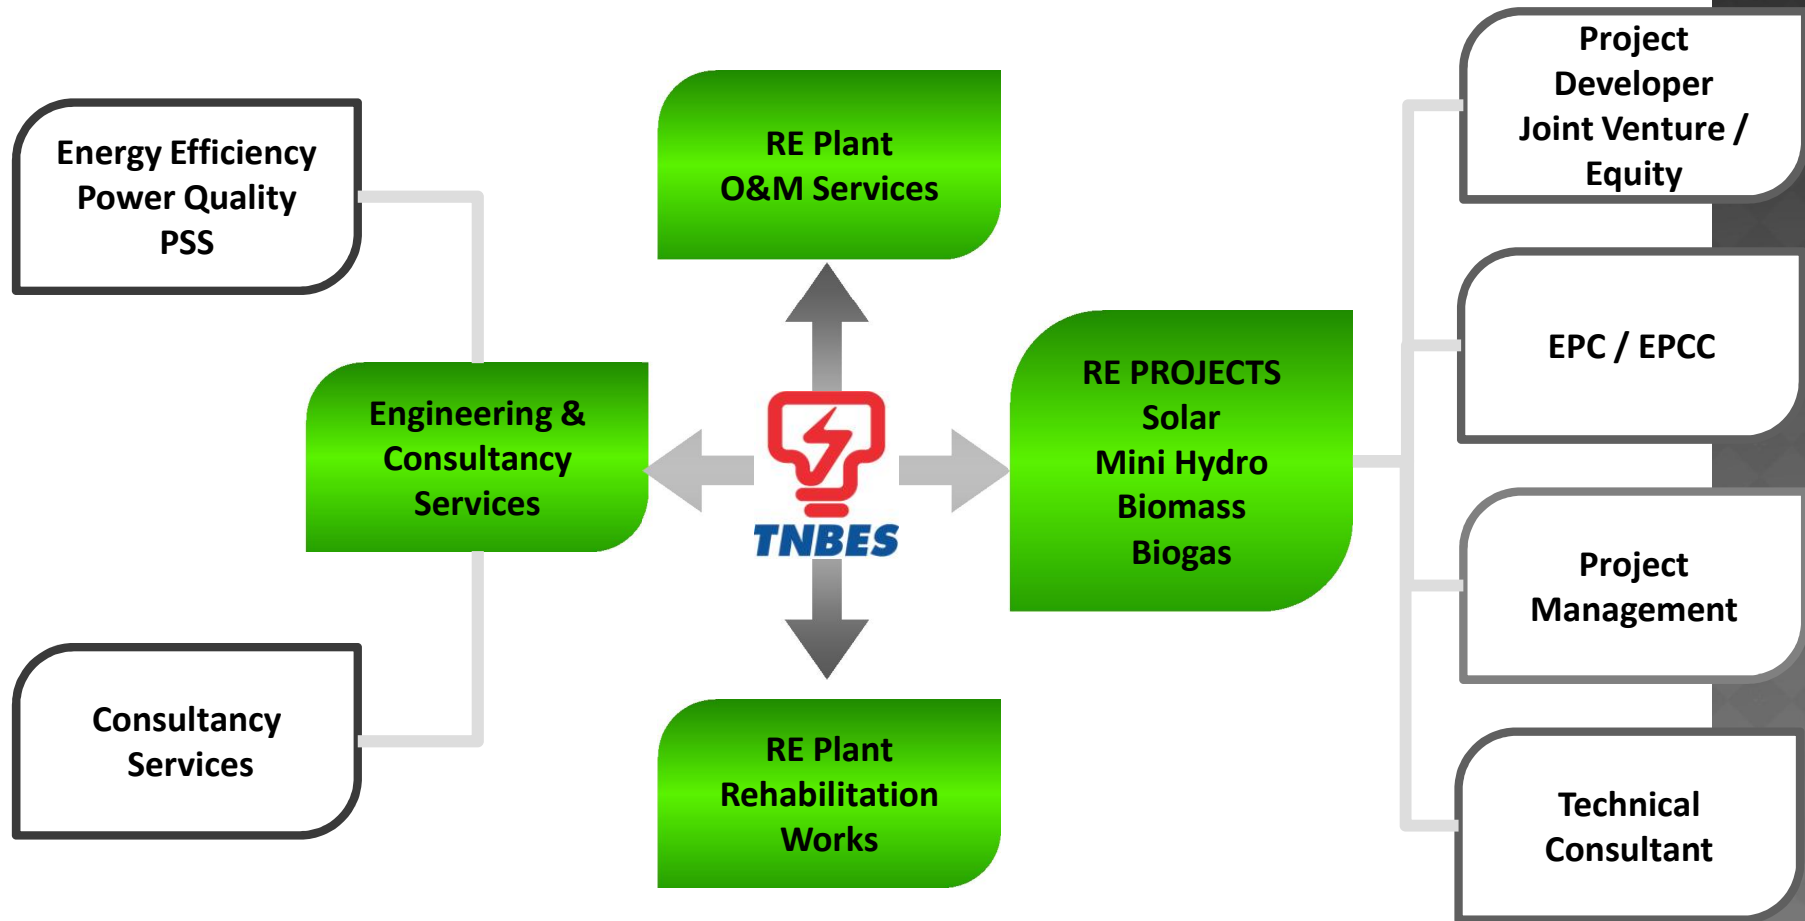 Energy Efficiency
Power Quality
PSS
Consultancy
Services
Engineering &
Consultancy
Services
RE Plant
O&M Services
TNBES
RE Plant
Rehabilitation
Works
RE PROJECTS
Solar
Mini Hydro
Biomass
Biogas
Project
Developer
Joint Venture /
Equity
EPC / EPCC
Project
Management
Technical
Consultant